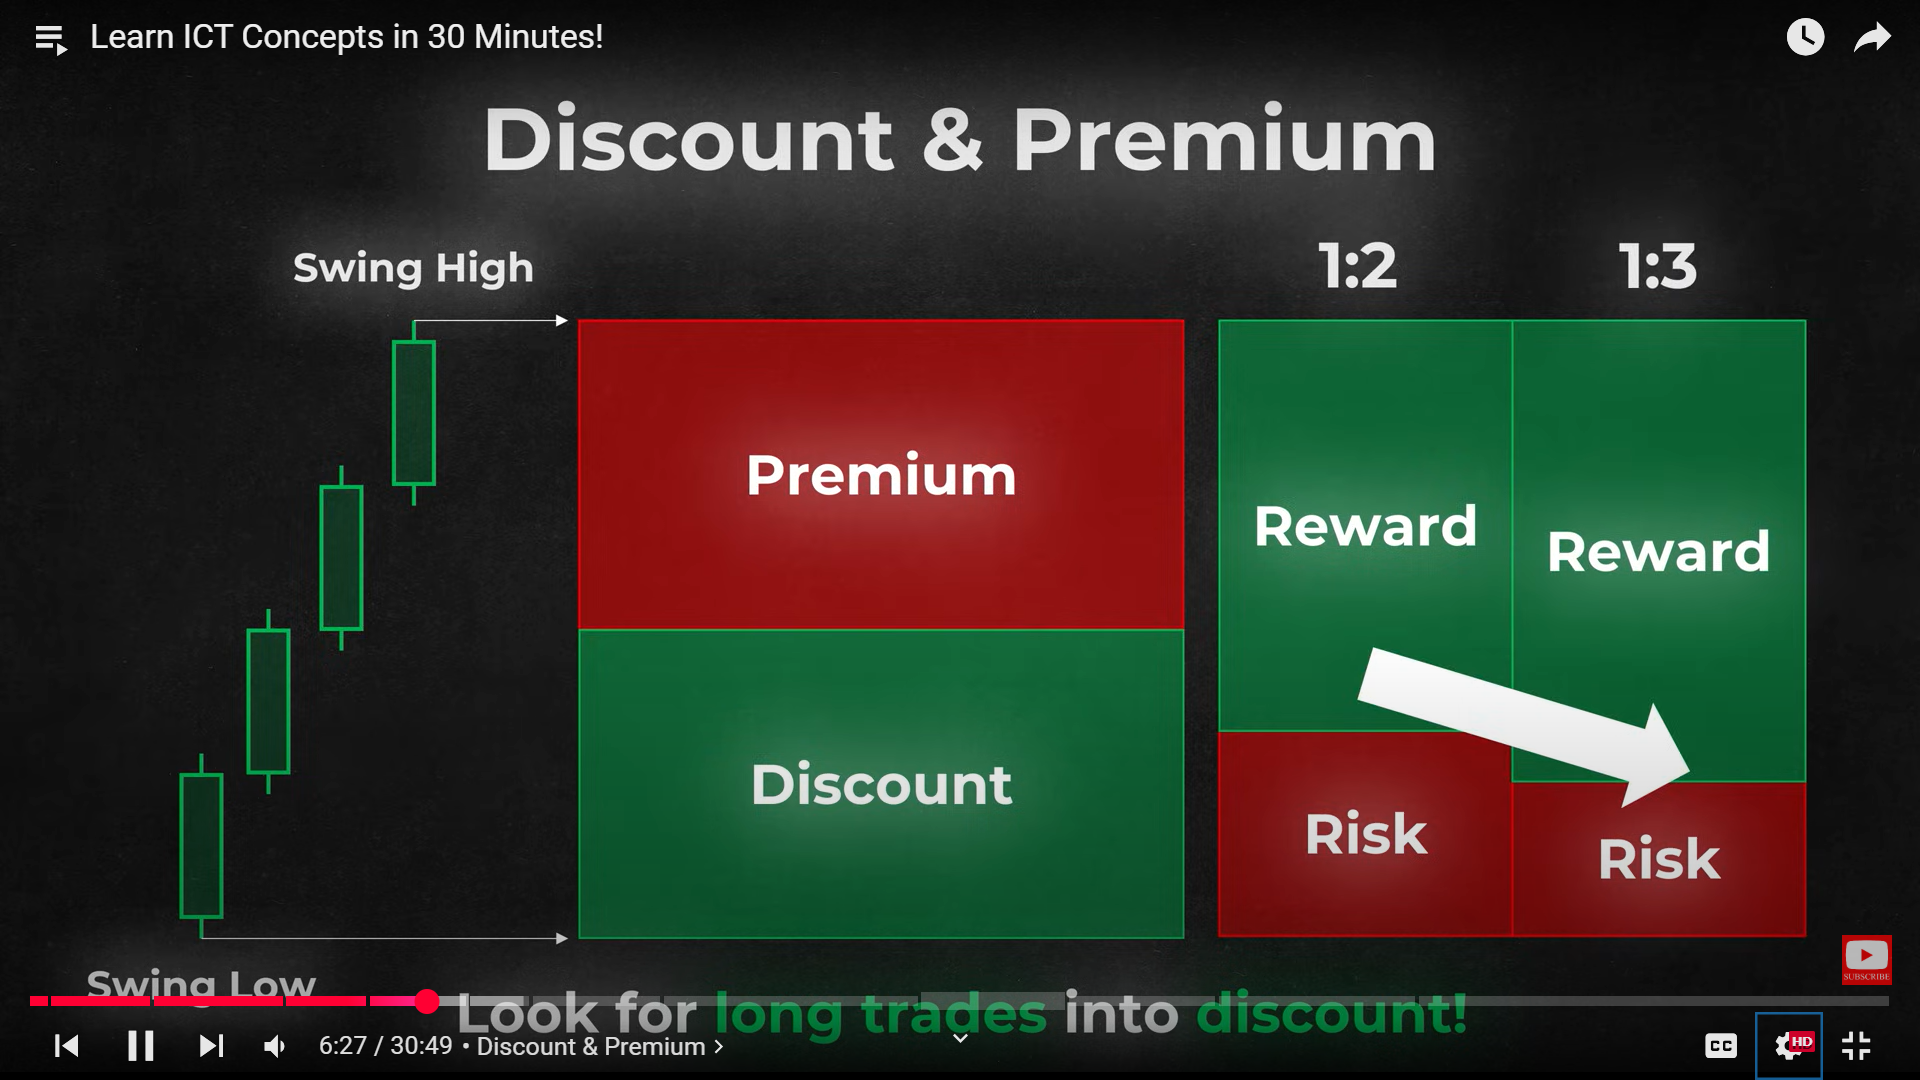 Learn ICT Concepts in 30 Minutes!
Discount & Premium
Swing High
1:2
1:3
Premium
Reward
Reward
Discount
Risk
Risk
SUBSCRIBE
Swing Low
Look for long trades into discount!
6:27 / 30:49 • Discount & Premium
CC
HD